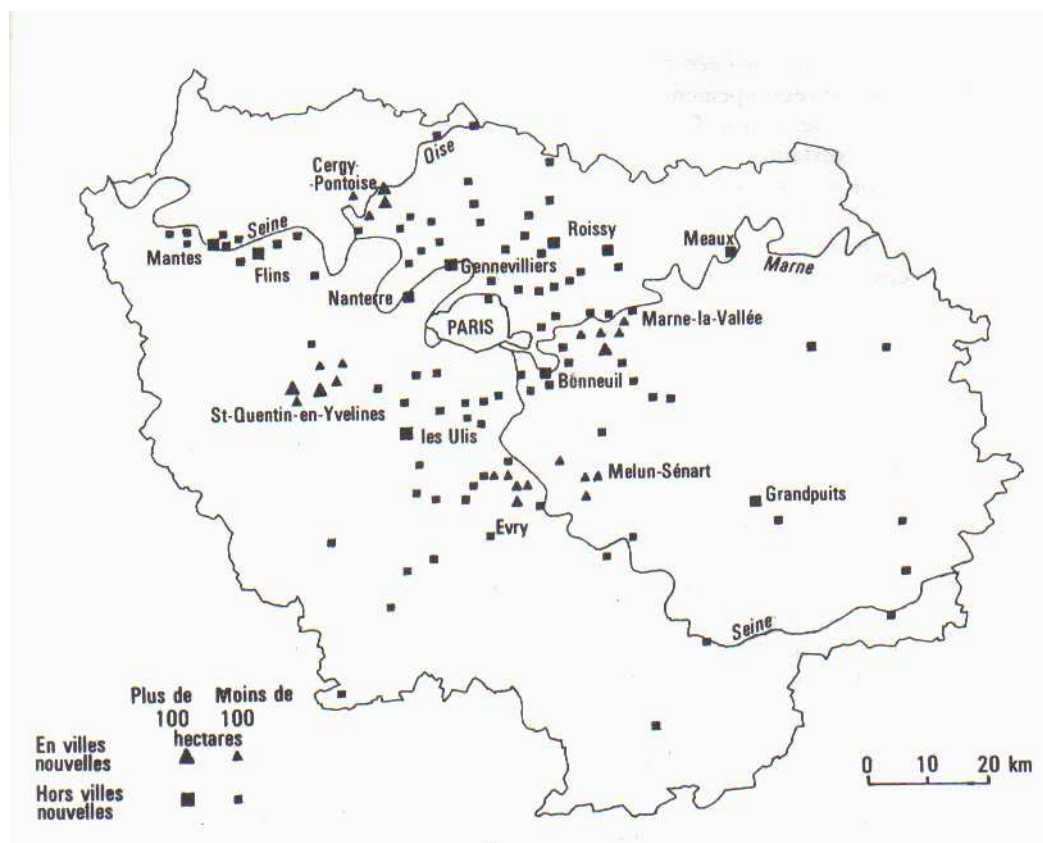 Oise
Cergy-
-Pontoise
Seine
Roissy
Meaux
Mantes
Marne
Flins
Gennevilliers
Nanterre
PARIS
Marne-la-Vallée
Bonneuil
St-Quentin-en-Yvelines
les Ulis
Melun-Sénart
Grandpuits
Evry
Seine
Plus de Moins de
100 100
hectares
En villes
nouvelles
Hors villes
nouvelles
0 10 20 km